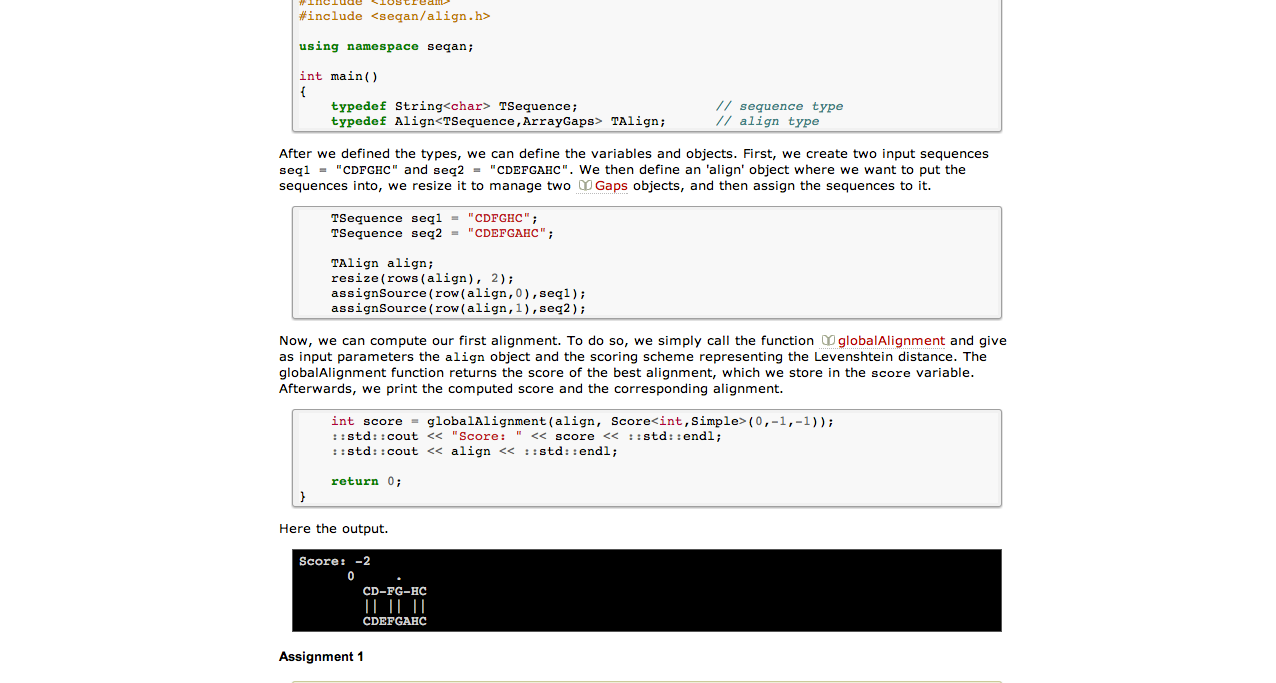 #include <iostream>
#include <seqan/align.h>
using namespace seqan;
int main()
{
typedef String<char> TSequence; // sequence type
typedef Align<TSequence,ArrayGaps> TAlign; // align type
After we defined the types, we can define the variables and objects. First, we create two input sequences
seq1 = "CDFGHC" and seq2 = "CDEFGAHC". We then define an 'align' object where we want to put the
sequences into, we resize it to manage two Gaps objects, and then assign the sequences to it.
TSequence seq1 = "CDFGHC";
TSequence seq2 = "CDEFGAHC";
TAlign align;
resize(rows(align), 2);
assignSource(row(align,0),seq1);
assignSource(row(align,1),seq2);
Now, we can compute our first alignment. To do so, we simply call the function globalAlignment and give
as input parameters the align object and the scoring scheme representing the Levenshtein distance. The
globalAlignment function returns the score of the best alignment, which we store in the score variable.
Afterwards, we print the computed score and the corresponding alignment.
int score = globalAlignment(align, Score<int,Simple>(0,-1,-1));
::std::cout << "Score: " << score << ::std::endl;
::std::cout << align << ::std::endl;
return 0;
}
Here the output.
Score: -2
0 .
CD-FG-HC
|| || ||
CDEFGAHC
Assignment 1